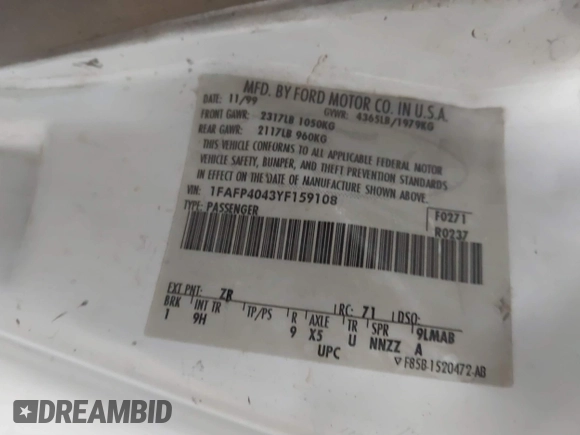 MFD. BY FORD MOTOR CO. IN U.S.A.
DATE: 11/99 GVWR: 4365LB/1979KG
FRONT GAWR: 2317LB 1050KG
REAR GAWR: 2117LB 960KG
THIS VEHICLE CONFORMS TO ALL APPLICABLE FEDERAL MOTOR
VEHICLE SAFETY, BUMPER, AND THEFT PREVENTION STANDARDS
IN EFFECT ON THE DATE OF MANUFACTURE SHOWN ABOVE.
VIN: 1FAFP4043YF159108
TYPE: PASSENGER
F0271
R0237
EXT PNT: ZR RC: 71 DSO:
BRK INT TR TP/PS R AXLE TR SPR 9LMAB
1 9H 9 X5 U NNZZ A
UPC
▽ F85B-1520472-AB
DREAMBID